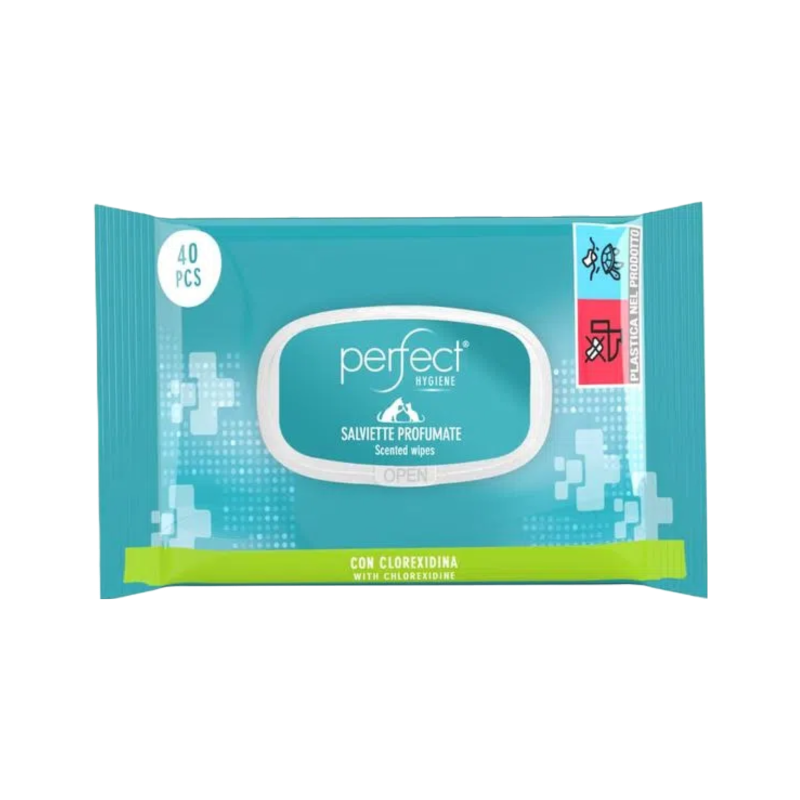 40
PCS
PLASTICA NEL PRODOTTO
perfect®
HYGIENE
SALVIETTE PROFUMATE
Scented wipes
OPEN
CON CLOREXIDINA
WITH CHLOREXIDINE